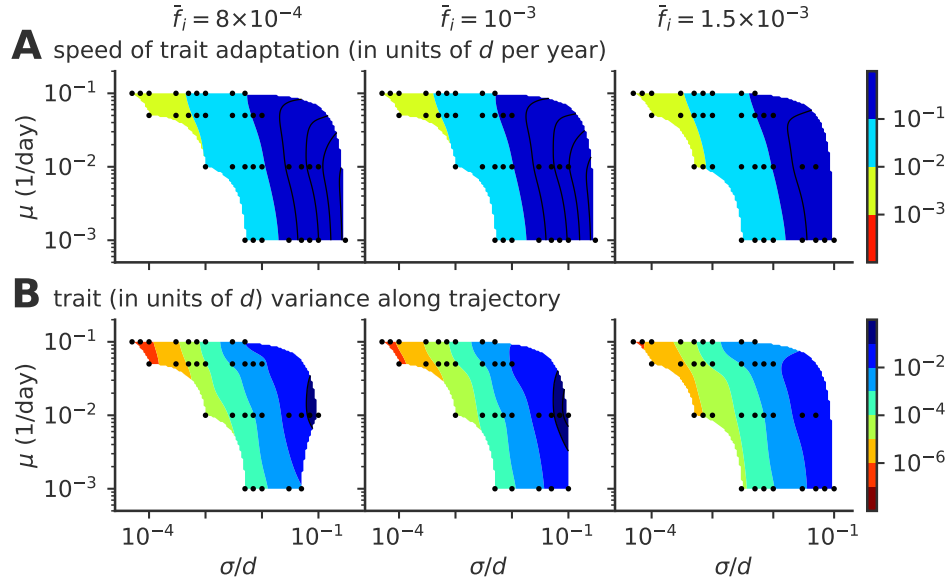 f̄ᵢ = 8×10⁻⁴ f̄ᵢ = 10⁻³ f̄ᵢ = 1.5×10⁻³
A speed of trait adaptation (in units of d per year)
μ (1/day)
10⁻¹
10⁻²
10⁻³
10⁻¹
10⁻²
10⁻³
B trait (in units of d) variance along trajectory
μ (1/day)
10⁻¹
10⁻²
10⁻³
10⁻²
10⁻⁴
10⁻⁶
10⁻⁴ 10⁻¹ 10⁻⁴ 10⁻¹ 10⁻⁴ 10⁻¹
σ/d σ/d σ/d